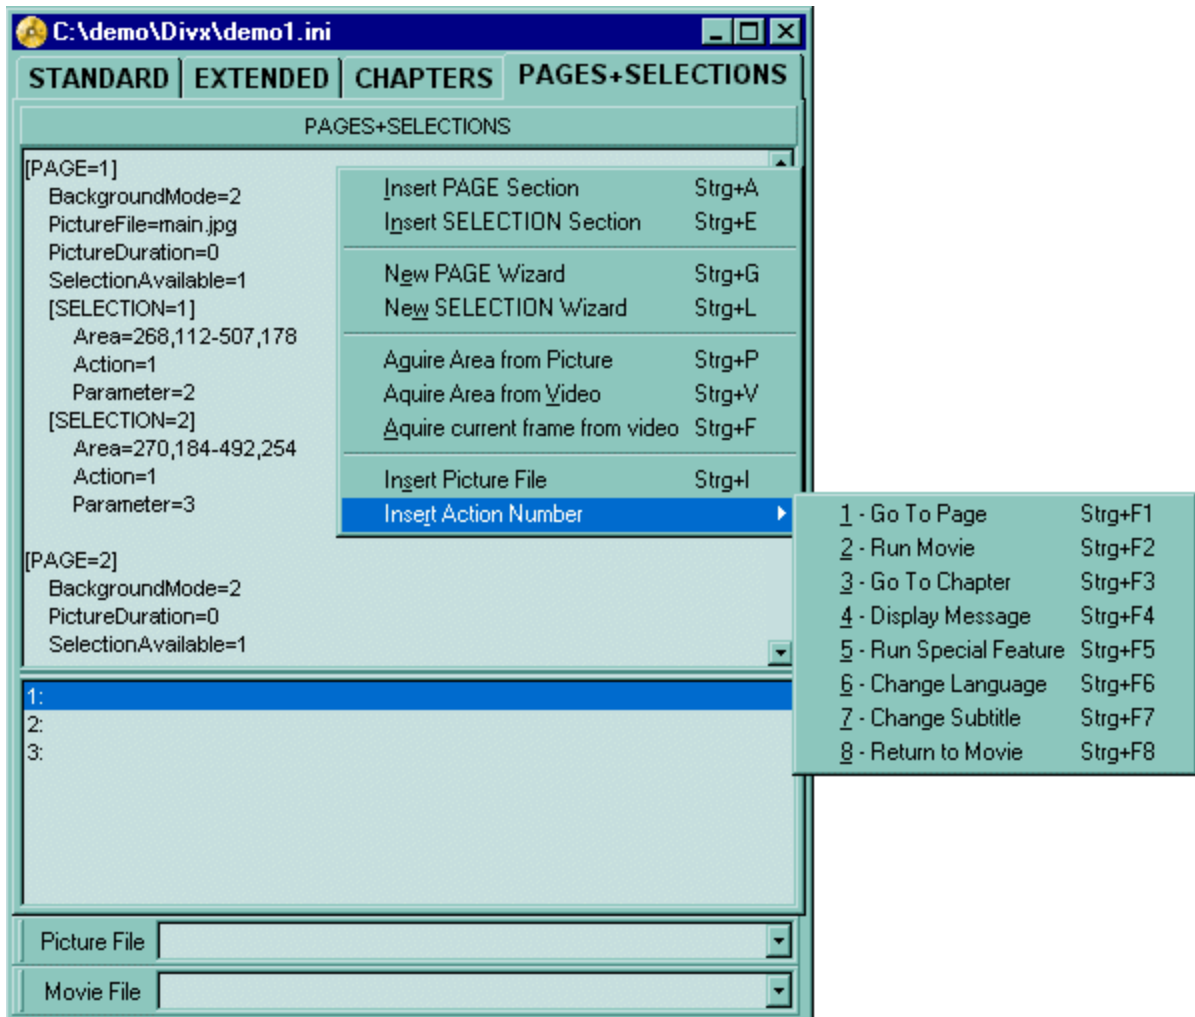 C:\demo\Divx\demo1.ini
STANDARD EXTENDED CHAPTERS PAGES+SELECTIONS
PAGES+SELECTIONS
[PAGE=1]
BackgroundMode=2
PictureFile=main.jpg
PictureDuration=0
SelectionAvailable=1
[SELECTION=1]
Area=268,112-507,178
Action=1
Parameter=2
[SELECTION=2]
Area=270,184-492,254
Action=1
Parameter=3
[PAGE=2]
BackgroundMode=2
PictureDuration=0
SelectionAvailable=1
Insert PAGE Section Strg+A
Insert SELECTION Section Strg+E
New PAGE Wizard Strg+G
New SELECTION Wizard Strg+L
Aguire Area from Picture Strg+P
Aquire Area from Video Strg+V
Aquire current frame from video Strg+F
Insert Picture File Strg+I
Insert Action Number
1 - Go To Page Strg+F1
2 - Run Movie Strg+F2
3 - Go To Chapter Strg+F3
4 - Display Message Strg+F4
5 - Run Special Feature Strg+F5
6 - Change Language Strg+F6
7 - Change Subtitle Strg+F7
8 - Return to Movie Strg+F8
1:
2:
3:
Picture File
Movie File